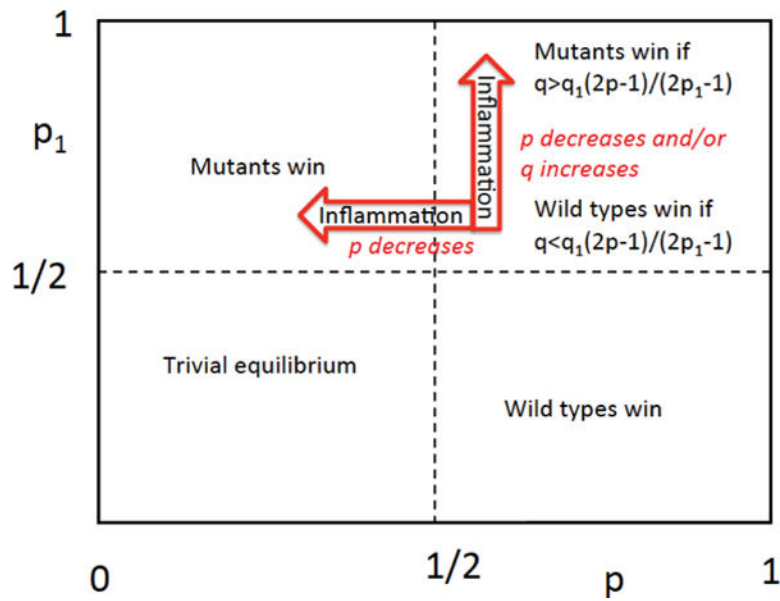 1
p₁
1/2
Mutants win
Inflammation
p decreases
Inflammation
Mutants win if
q>q₁(2p-1)/(2p₁-1)
p decreases and/or
q increases
Wild types win if
q<q₁(2p-1)/(2p₁-1)
Trivial equilibrium
Wild types win
0
1/2
p
1